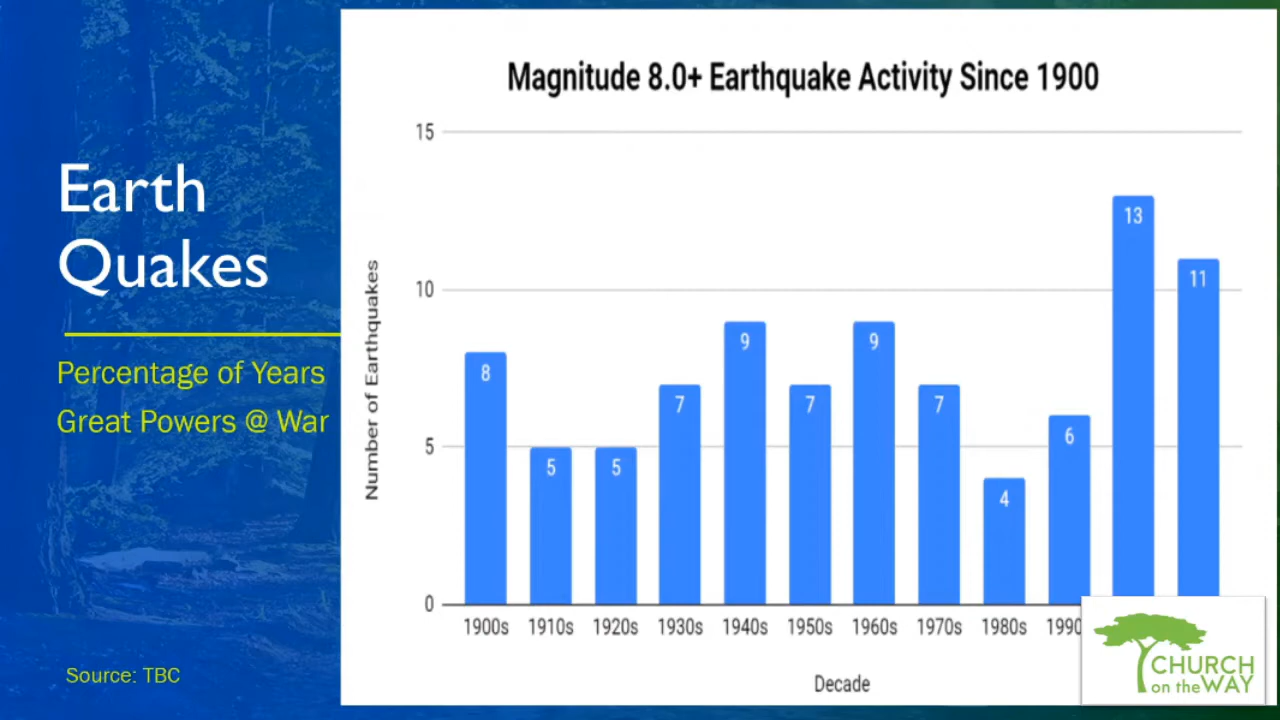 Earth
Quakes
Percentage of Years
Great Powers @ War
Source: TBC
Magnitude 8.0+ Earthquake Activity Since 1900
Number of Earthquakes
15
10
5
0
8
5
5
7
9
7
9
7
4
6
13
11
1900s 1910s 1920s 1930s 1940s 1950s 1960s 1970s 1980s 1990
Decade
CHURCH
on the WAY